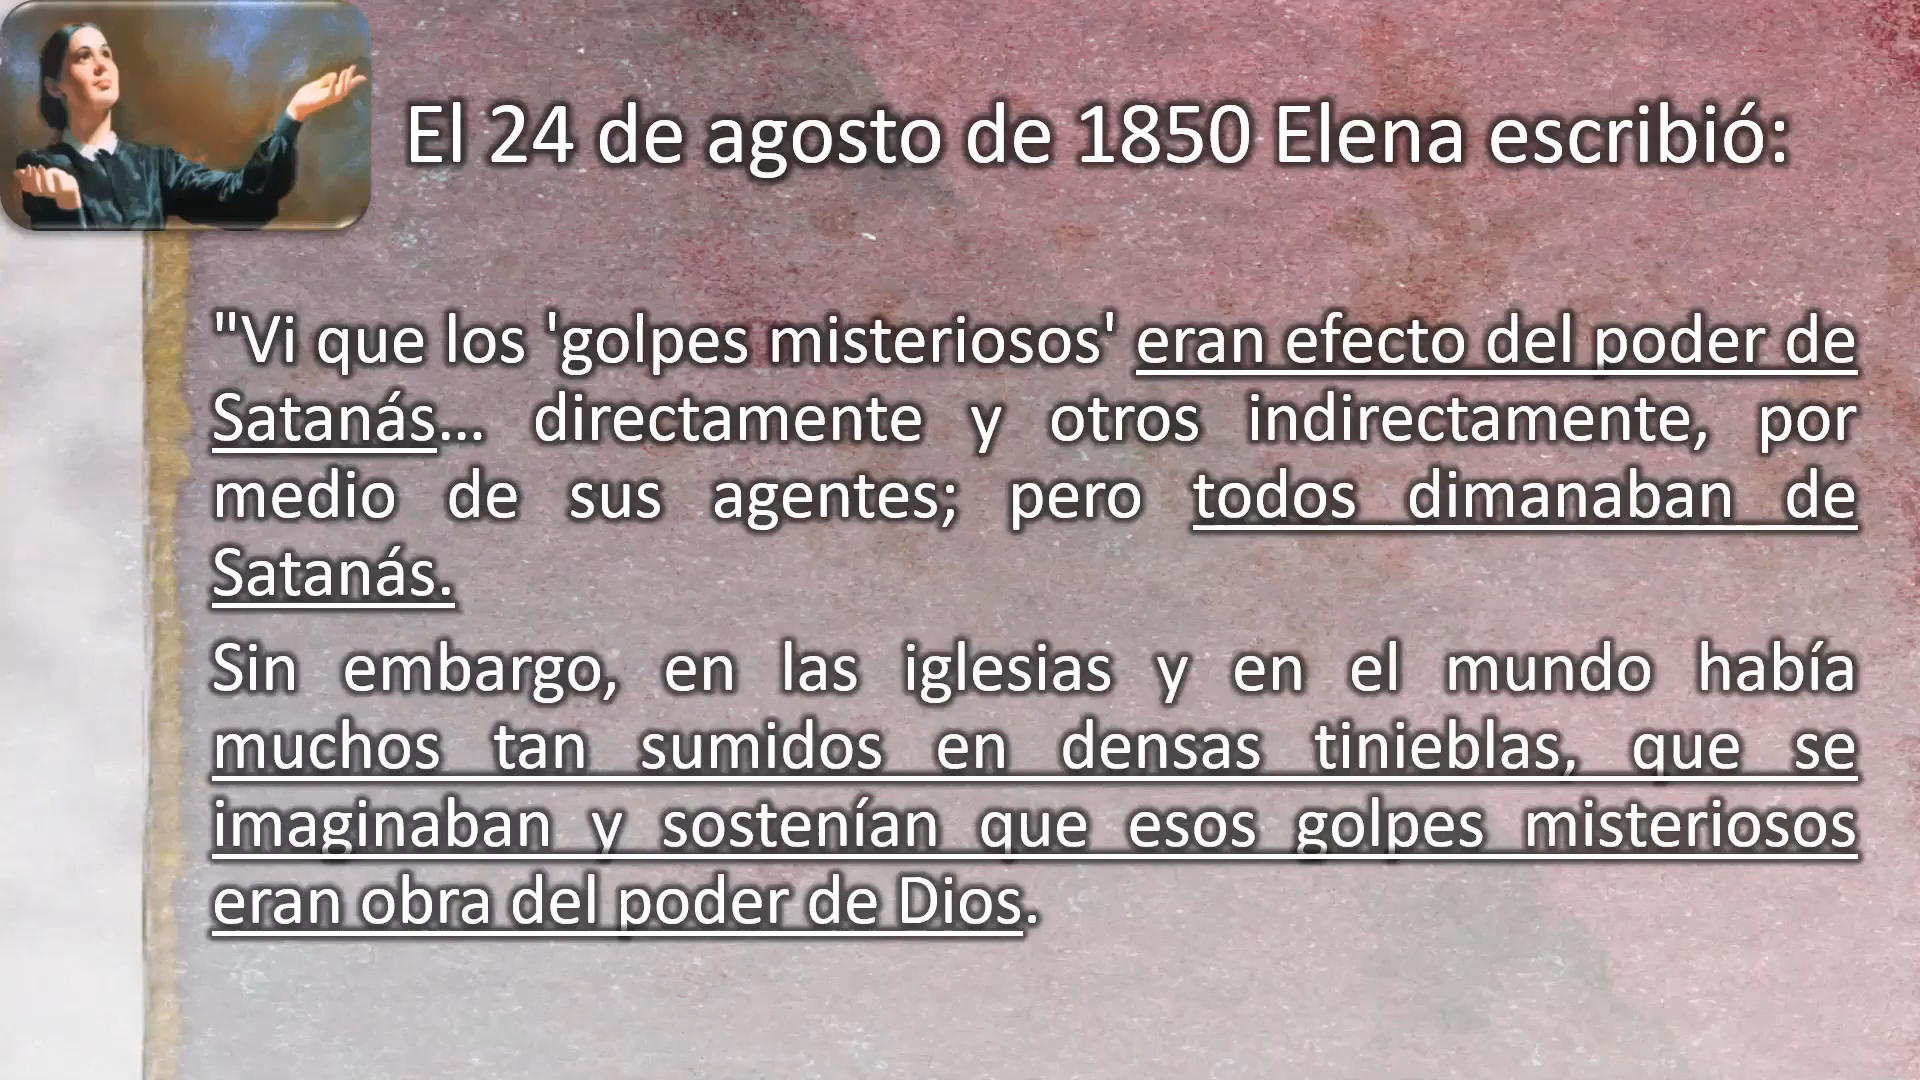 El 24 de agosto de 1850 Elena escribió:
"Vi que los 'golpes misteriosos' eran efecto del poder de
Satanás... directamente y otros indirectamente, por
medio de sus agentes; pero todos dimanaban de
Satanás.
Sin embargo, en las iglesias y en el mundo había
muchos tan sumidos en densas tinieblas, que se
imaginaban y sostenían que esos golpes misteriosos
eran obra del poder de Dios.